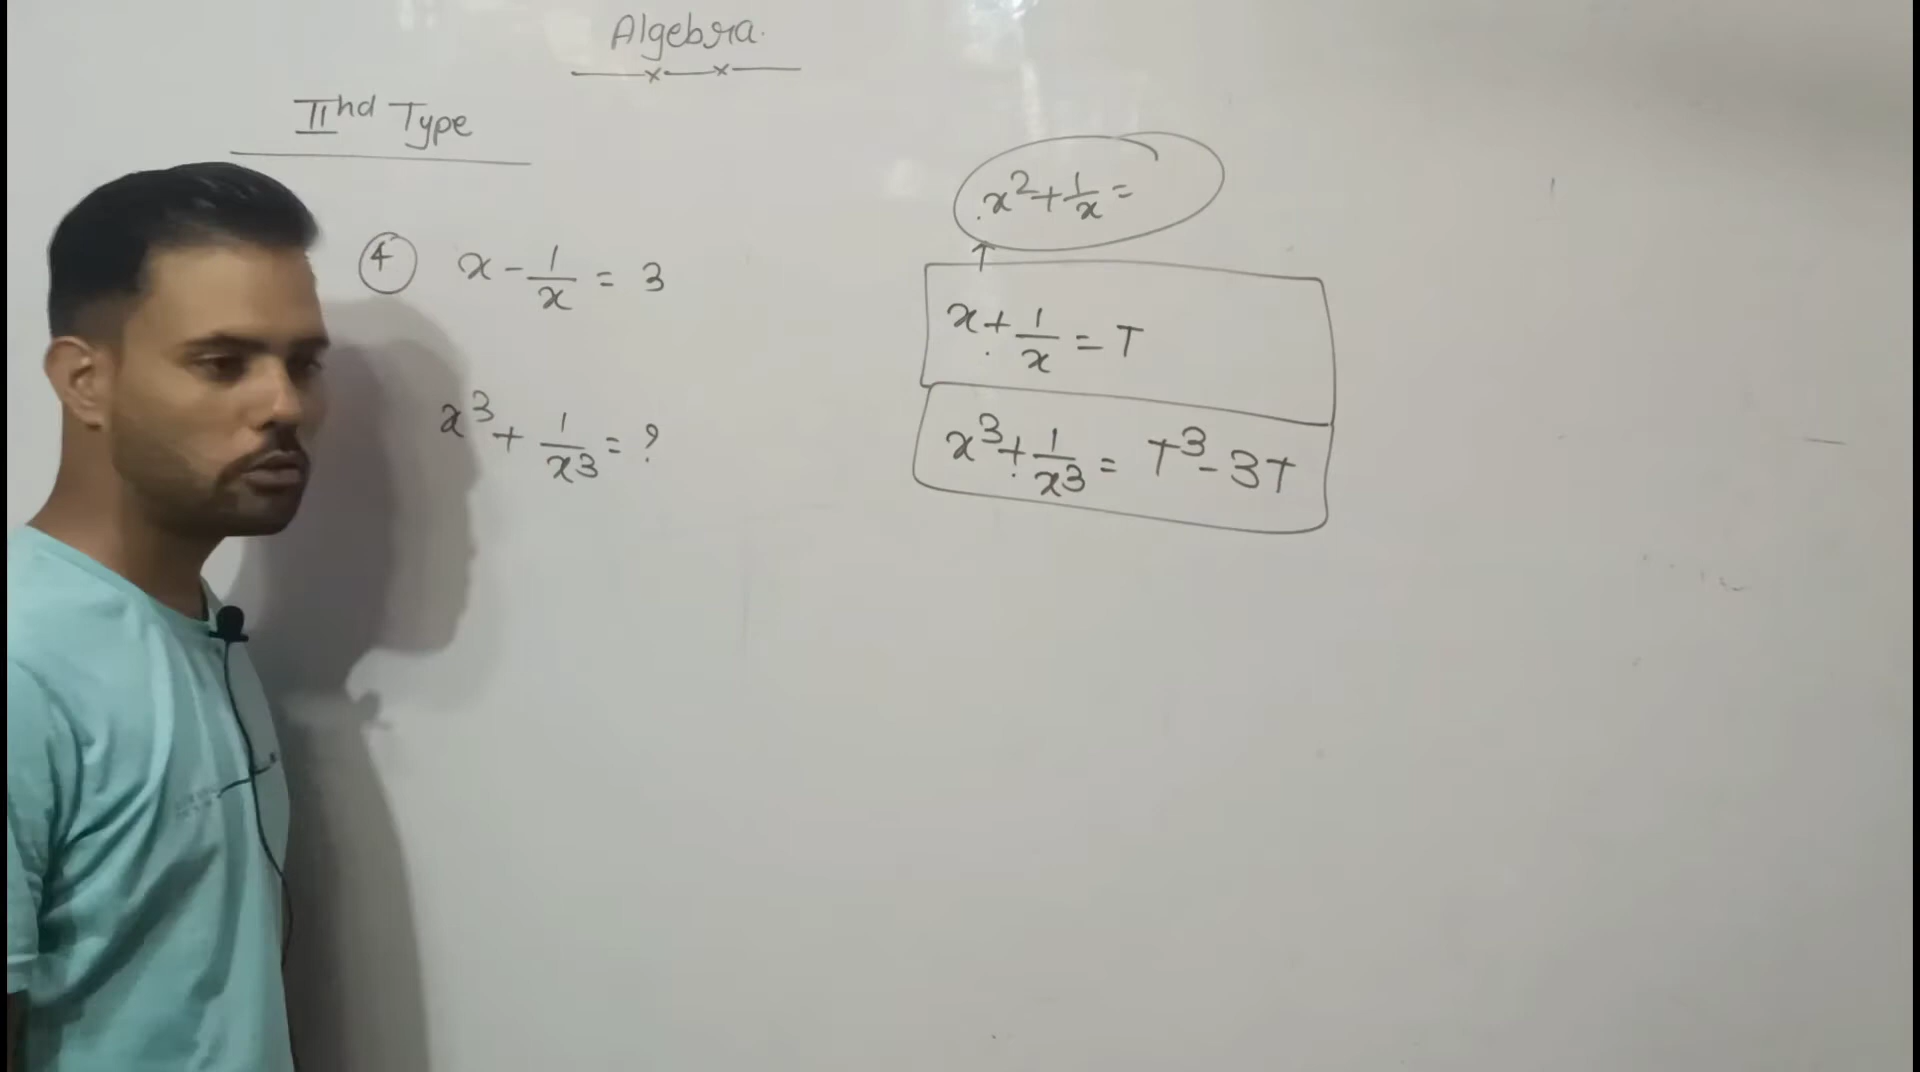 Algebra.
IInd Type
④ x - 1/x = 3
x³ + 1/x³ = ?
x² + 1/x =
x + 1/x = T
x³ + 1/x³ = T³ - 3T